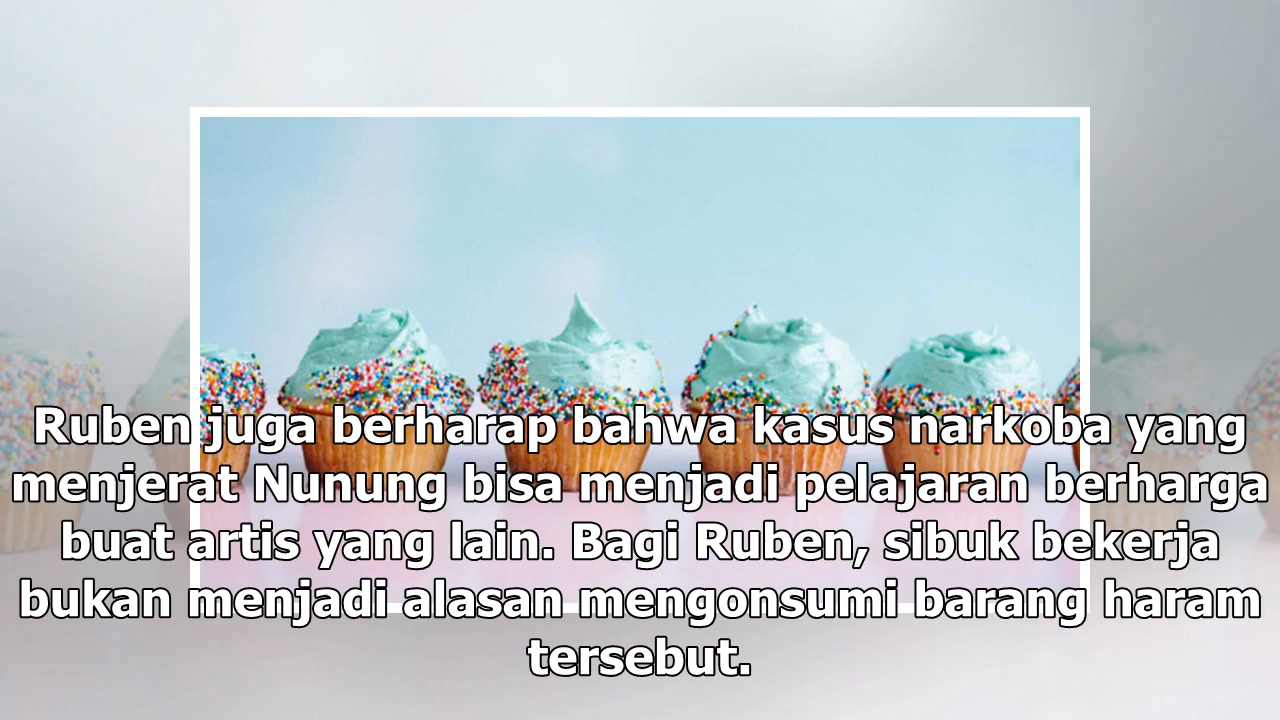 Ruben juga berharap bahwa kasus narkoba yang
menjerat Nunung bisa menjadi pelajaran berharga
buat artis yang lain. Bagi Ruben, sibuk bekerja
bukan menjadi alasan mengonsumi barang haram
tersebut.